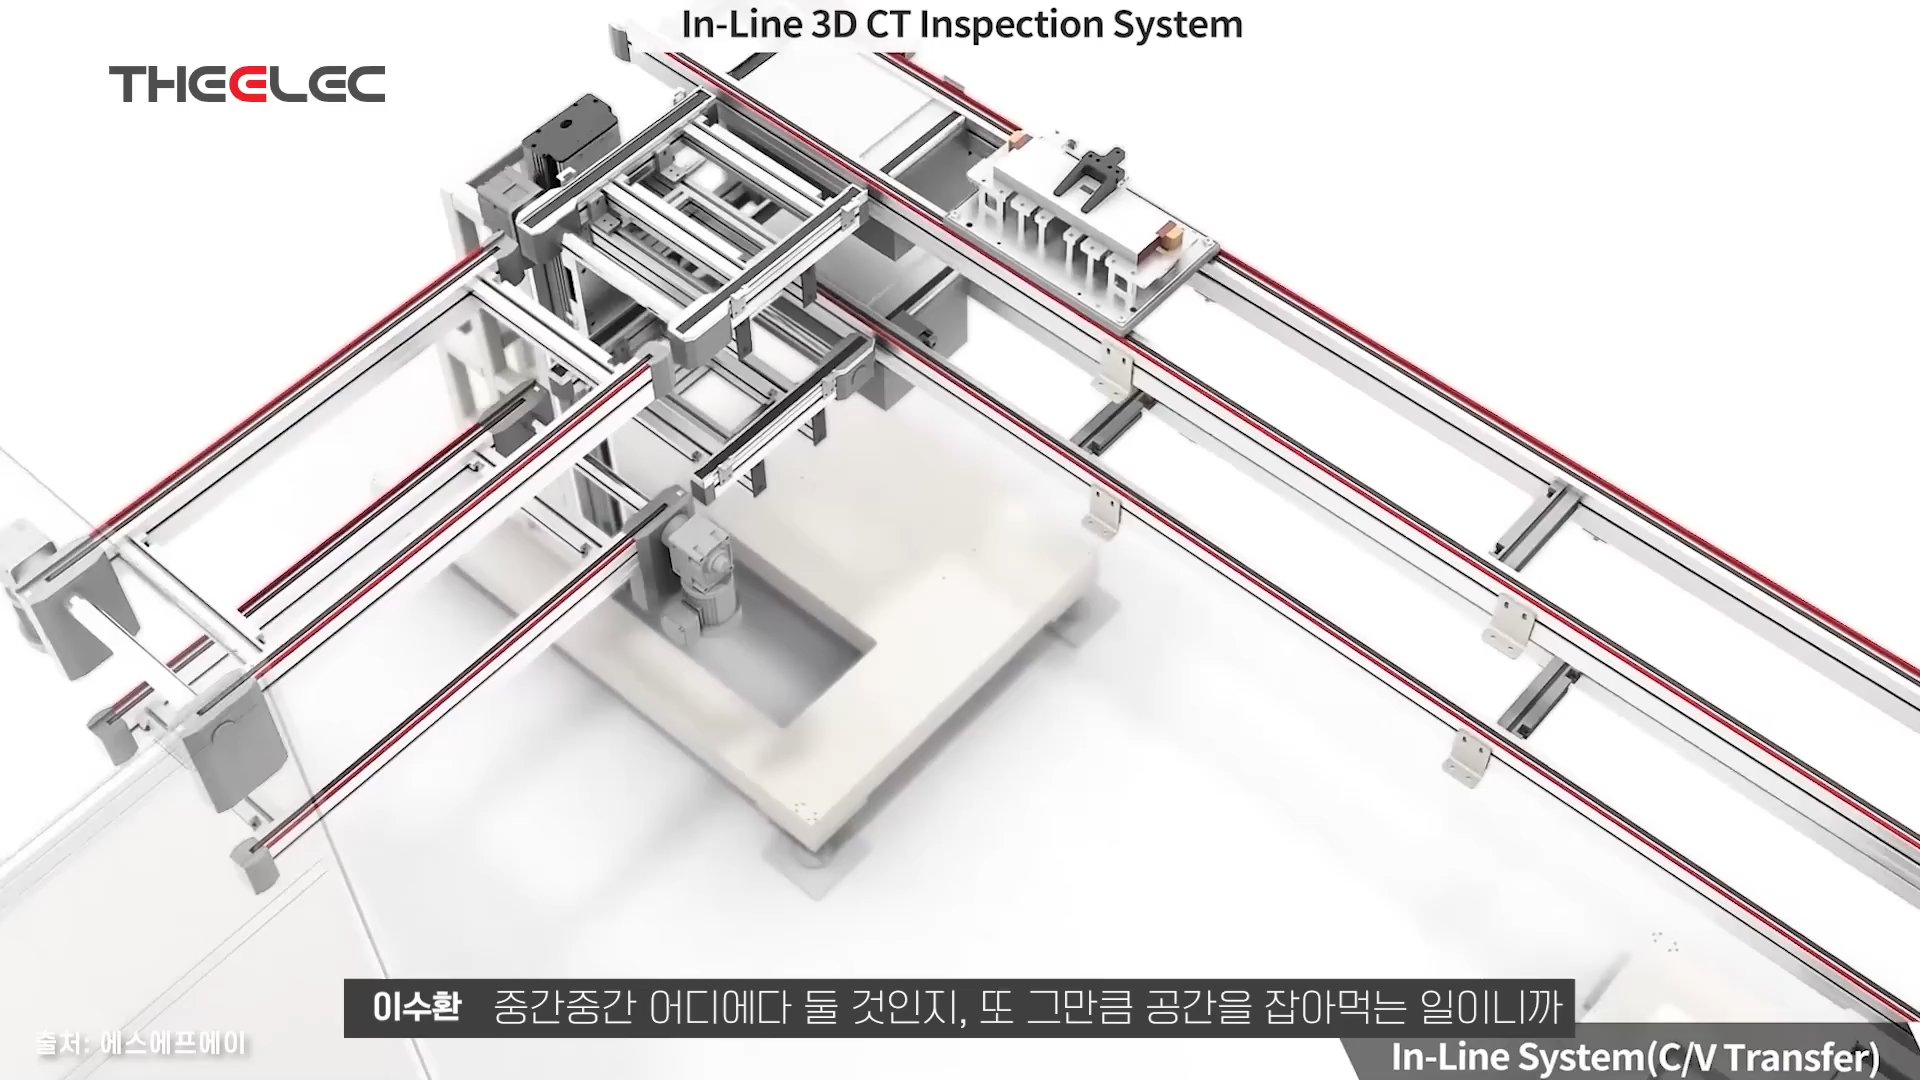 In-Line 3D CT Inspection System
THEELEC
이수환 중간중간 어디에다 둘 것인지, 또 그만큼 공간을 잡아먹는 일이니까
출처: 에스에프에이
In-Line System(C/V Transfer)